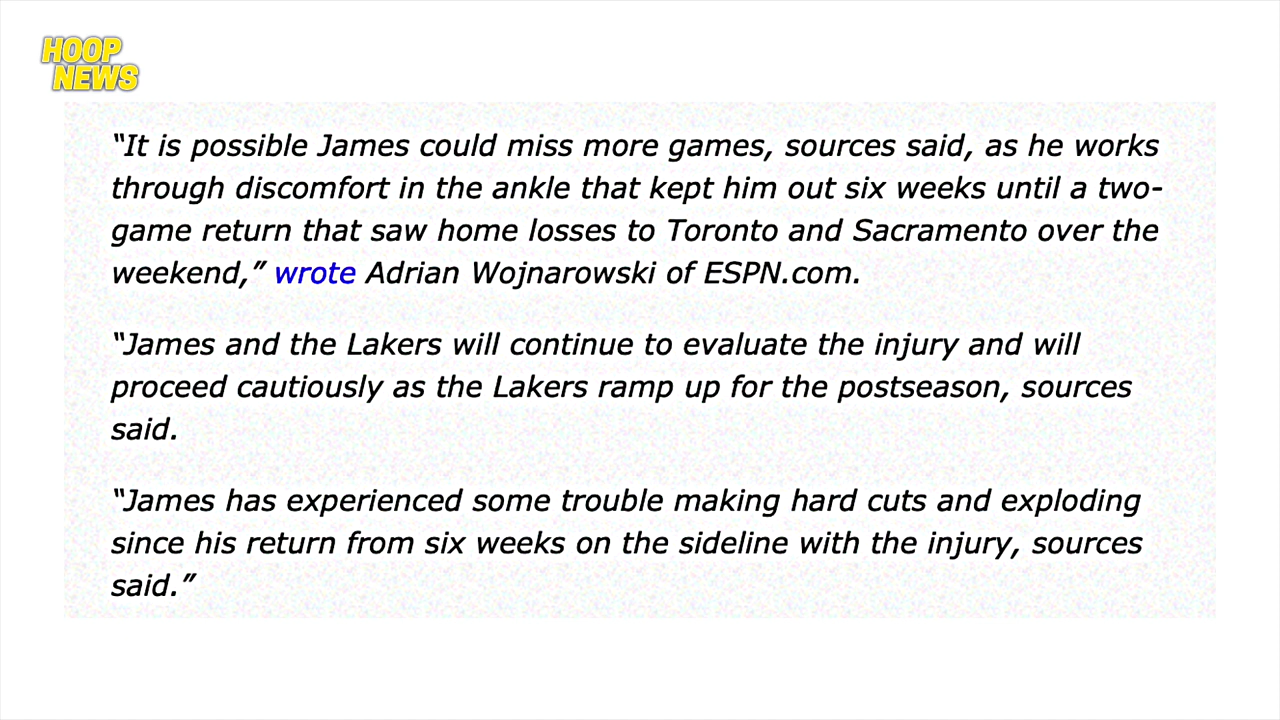 HOOP
NEWS
“It is possible James could miss more games, sources said, as he works
through discomfort in the ankle that kept him out six weeks until a two-
game return that saw home losses to Toronto and Sacramento over the
weekend,” wrote Adrian Wojnarowski of ESPN.com.
“James and the Lakers will continue to evaluate the injury and will
proceed cautiously as the Lakers ramp up for the postseason, sources
said.
“James has experienced some trouble making hard cuts and exploding
since his return from six weeks on the sideline with the injury, sources
said.”